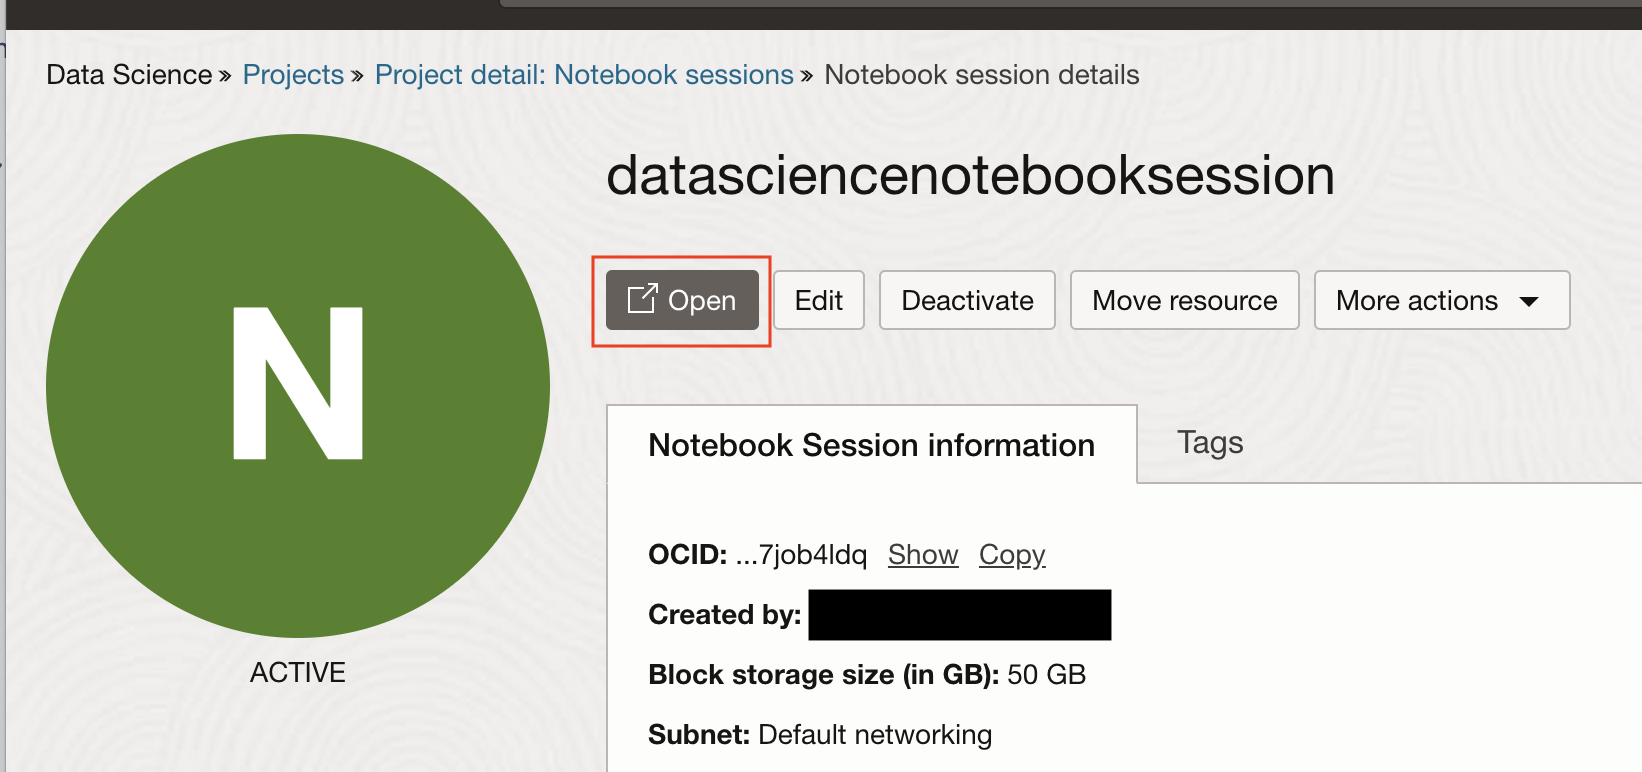 Data Science » Projects » Project detail: Notebook sessions » Notebook session details
datasciencenotebooksession
Open Edit Deactivate Move resource More actions
N
ACTIVE
Notebook Session information Tags
OCID: ...7job4ldq Show Copy
Created by:
Block storage size (in GB): 50 GB
Subnet: Default networking